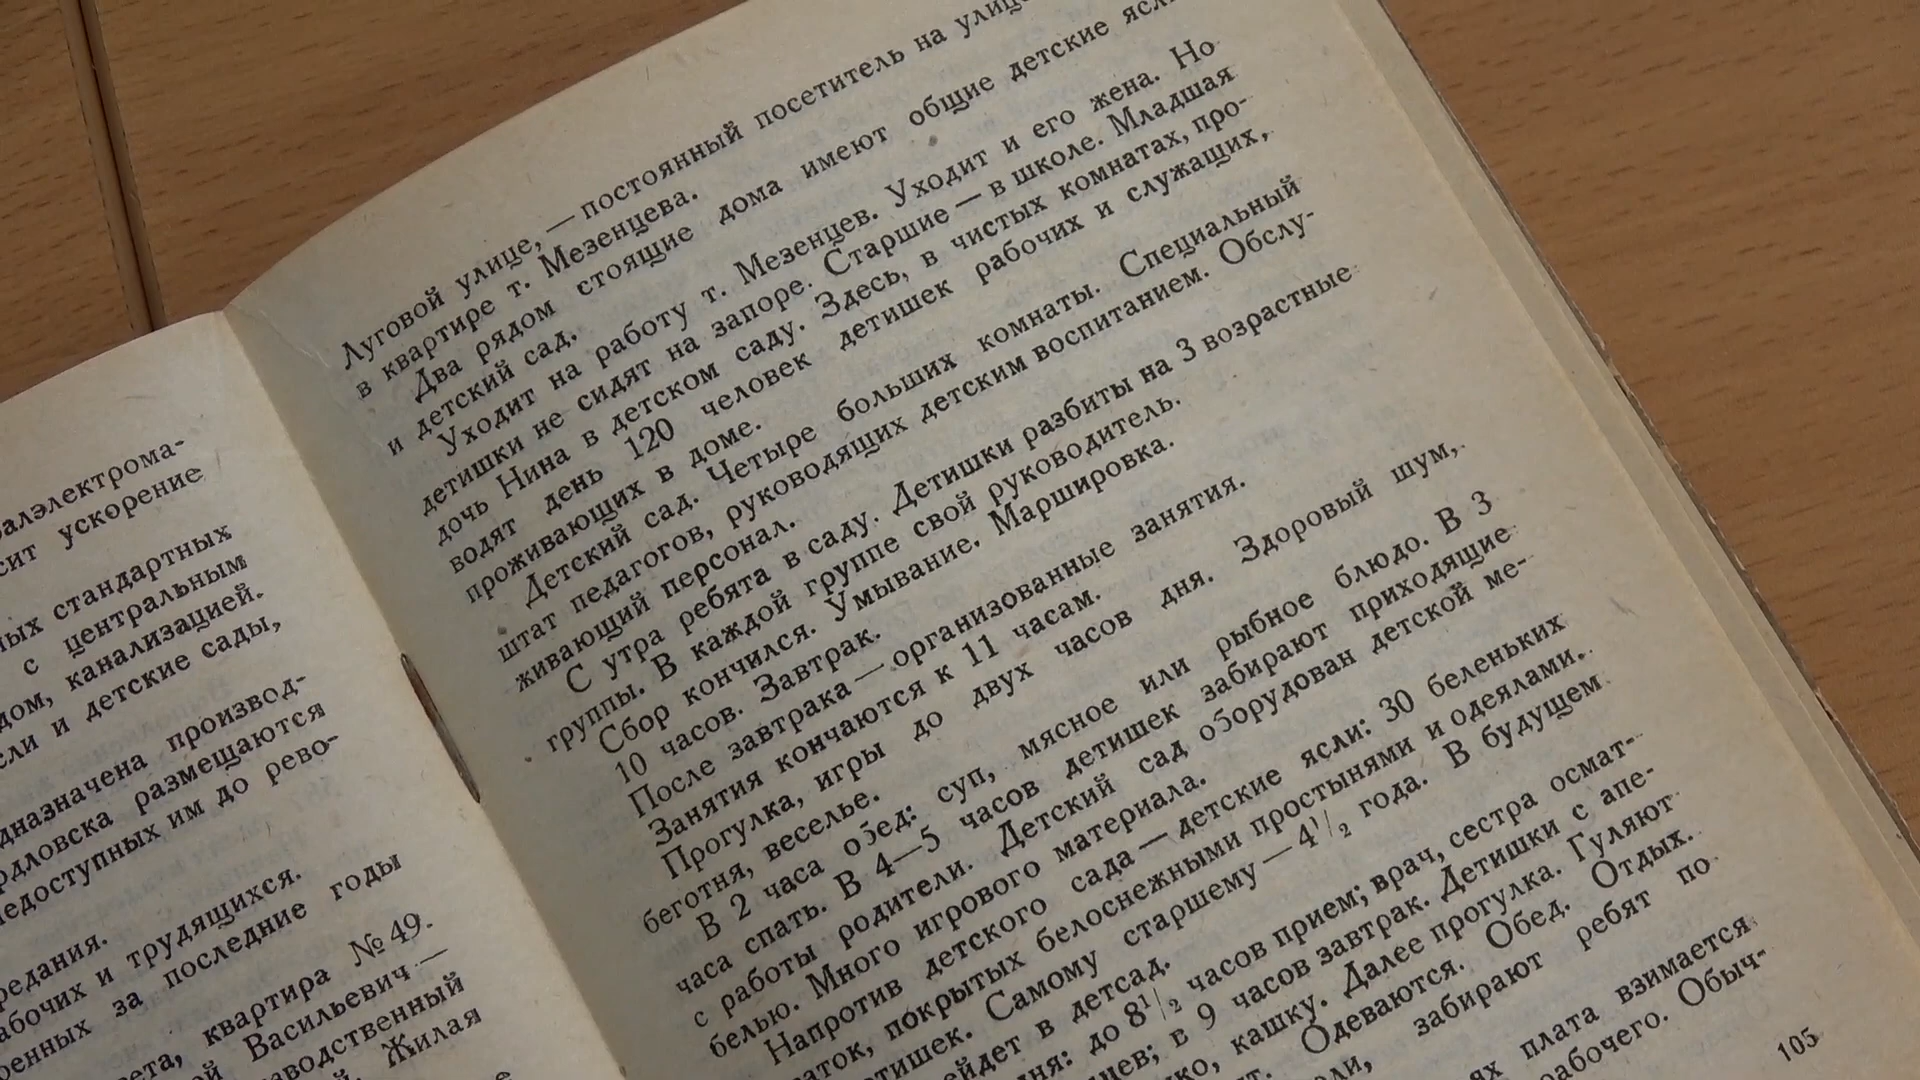 ускорение
стандартных
с центральным
канализацией.
и детские сады,
производ-
размещаются
недоступных им до рево-
и трудящихся.
за последние годы
квартира № 49.
Васильевич —
Жилая
Луговой улице, — постоянный посетитель на улице
в квартире т. Мезенцева.
Два рядом стоящие дома имеют общие детские ясли
и детский сад.
Уходит на работу т. Мезенцев. Уходит и его жена. Но
детишки не сидят на запоре. Старшие — в школе. Младшая
дочь Нина в детском саду. Здесь, в чистых комнатах, про-
водят день 120 человек детишек рабочих и служащих,
проживающих в доме.
Детский сад. Четыре больших комнаты. Специальный
штат педагогов, руководящих детским воспитанием. Обслу-
живающий персонал.
С утра ребята в саду. Детишки разбиты на 3 возрастные
группы. В каждой группе свой руководитель.
Сбор кончился. Умывание. Маршировка.
10 часов. Завтрак.
После завтрака — организованные занятия.
Занятия кончаются к 11 часам.
Прогулка, игры до двух часов дня. Здоровый шум,
беготня, веселье.
В 2 часа обед: суп, мясное или рыбное блюдо. В 3
часа спать. В 4—5 часов детишек забирают приходящие
с работы родители. Детский сад оборудован детской ме-
белью. Много игрового материала.
Напротив детского сада — детские ясли: 30 беленьких
покрытых белоснежными простынями и одеялами.
Самому старшему — 4½ года. В будущем
в детсад.
до 8½ часов прием; врач, сестра осмат-
в 9 часов завтрак. Детишки с апе-
кашку. Далее прогулка. Гуляют
Одеваются. Обед. Отдых.
забирают ребят по
плата взимается
рабочего. Обыч-
105